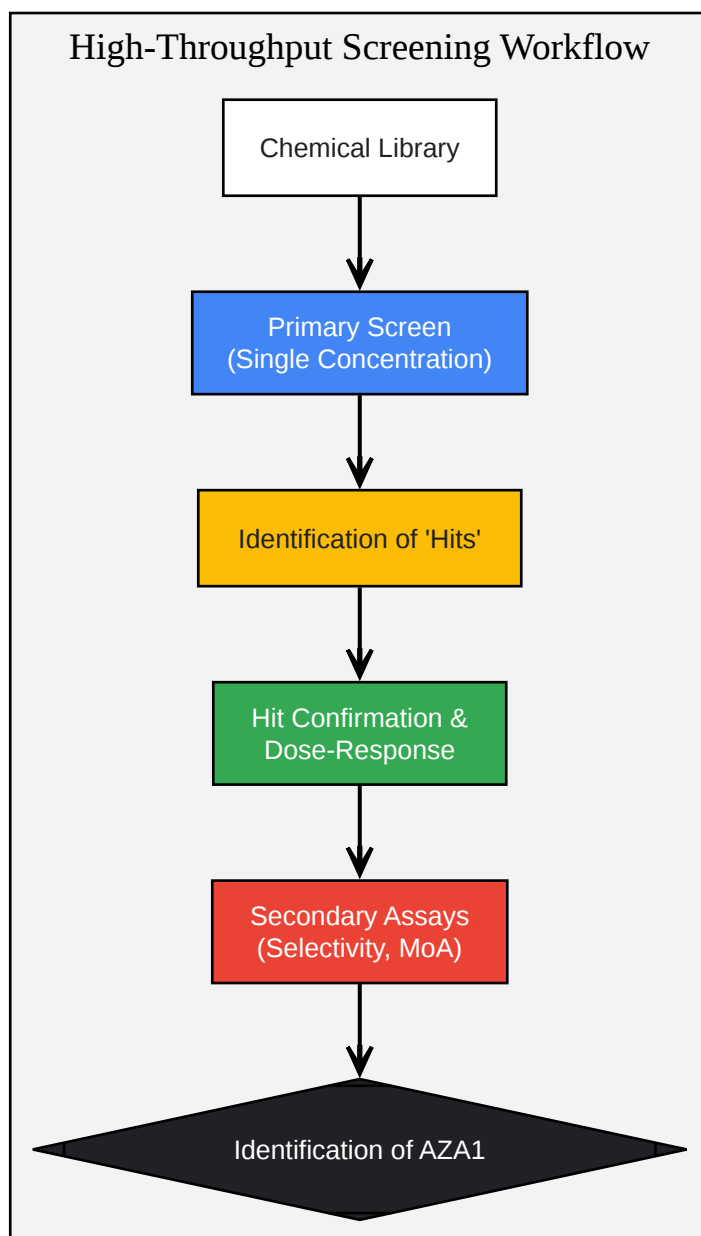 High-Throughput Screening Workflow
Chemical Library
Primary Screen
(Single Concentration)
Identification of 'Hits'
Hit Confirmation &
Dose-Response
Secondary Assays
(Selectivity, MoA)
Identification of AZA1